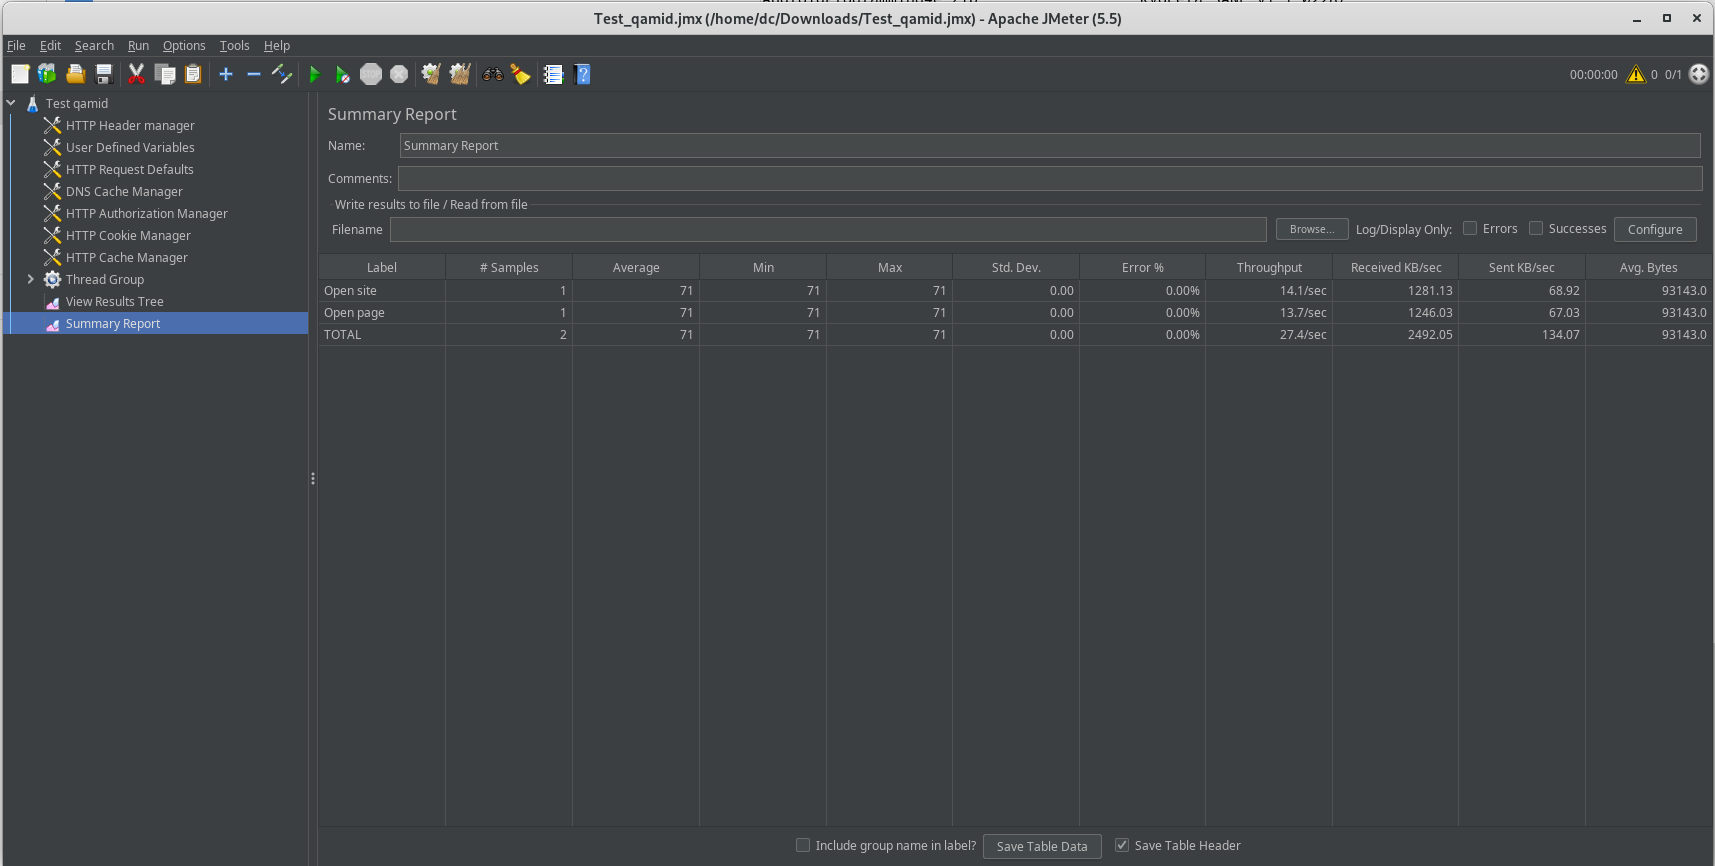 Test_qamid.jmx (/home/dc/Downloads/Test_qamid.jmx) - Apache JMeter (5.5)
File Edit Search Run Options Tools Help
STOP 00:00:00 0 0/1
Test qamid
HTTP Header manager
User Defined Variables
HTTP Request Defaults
DNS Cache Manager
HTTP Authorization Manager
HTTP Cookie Manager
HTTP Cache Manager
Thread Group
View Results Tree
Summary Report
Summary Report
Name: Summary Report
Comments:
Write results to file / Read from file
Filename Browse... Log/Display Only: Errors Successes Configure
Label # Samples Average Min Max Std. Dev. Error % Throughput Received KB/sec Sent KB/sec Avg. Bytes
Open site 1 71 71 71 0.00 0.00% 14.1/sec 1281.13 68.92 93143.0
Open page 1 71 71 71 0.00 0.00% 13.7/sec 1246.03 67.03 93143.0
TOTAL 2 71 71 71 0.00 0.00% 27.4/sec 2492.05 134.07 93143.0
Include group name in label? Save Table Data Save Table Header